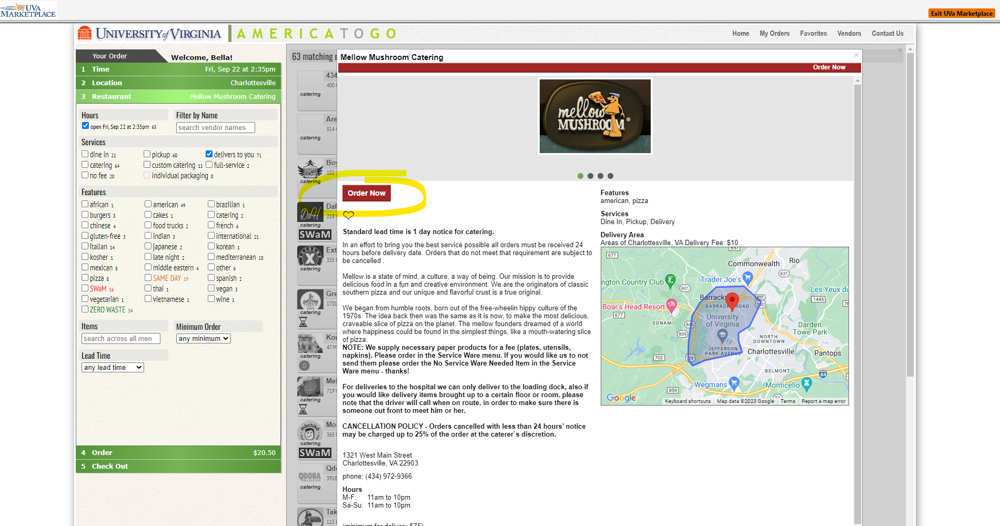 UVA
MARKETPLACE
Exit UVa Marketplace
UNIVERSITY of VIRGINIA
AMERICATOGO
Home
My Orders
Favorites
Vendors
Contact Us
Your Order
Welcome, Bella!
1 Time Fri, Sep 22 at 2:35pm
2 Location Charlottesville
3 Restaurant Mellow Mushroom Catering
Hours
open Fri, Sep 22 at 2:35pm 65
Filter by Name
search vendor names
Services
dine in 21
pickup 60
delivers to you 71
catering 64
custom catering 11
full-service 2
no fee 20
individual packaging 0
Features
african 1
american 49
brazilian 1
burgers 3
cakes 1
catering 2
chinese 4
food trucks 2
french 6
gluten-free 3
indian 3
international 21
italian 14
japanese 2
korean 1
kosher 1
late night 2
mediterranean 10
mexican 8
middle eastern 4
other 6
pizza 8
SAME DAY 19
spanish 2
SWaM 16
thai 1
vegan 3
vegetarian 1
vietnamese 1
wine 1
ZERO WASTE 14
Items
search across all men
Minimum Order
any minimum
Lead Time
any lead time
4 Order $20.50
5 Check Out
63 matching
434
400
catering
Are
814
catering
Boy
102
catering
DaH
Dah
218
catering
SWaM
X
Ext
335
catering
Gre
1701
catering
Kor
47 M
catering
Mel
719
catering
mochiko
Mo
365
catering
SWaM
QDOBA
Qdo
3918
catering
Tak
115
Mellow Mushroom Catering
Order Now
mellow
MUSHROOM
Order Now
Standard lead time is 1 day notice for catering.
In an effort to bring you the best service possible all orders must be received 24
hours before delivery date. Orders that do not meet that requirement are subject to
be cancelled .
Mellow is a state of mind, a culture, a way of being. Our mission is to provide
delicious food in a fun and creative environment. We are the originators of classic
southern pizza and our unique and flavorful crust is a true original.
We began from humble roots, born out of the free-wheelin hippy culture of the
1970s. The idea back then was the same as it is now, to make the most delicious,
craveable slice of pizza on the planet. The mellow founders dreamed of a world
where happiness could be found in the simplest things, like a mouth-watering slice
of pizza.
NOTE: We supply necessary paper products for a fee (plates, utensils,
napkins). Please order in the Service Ware menu. If you would like us to not
send them please order the No Service Ware Needed Item in the Service
Ware menu - thanks!
For deliveries to the hospital we can only deliver to the loading dock, also if
you would like delivery items brought up to a certain floor or room, please
note that the driver will call when on route, in order to make sure there is
someone out front to meet him or her.
CANCELLATION POLICY - Orders cancelled with less than 24 hours’ notice
may be charged up to 25% of the order at the caterer`s discretion.
1321 West Main Street
Charlottesville, VA 22903
phone: (434) 972-9366
Hours
M-F: 11am to 10pm
Sa-Su: 11am to 10pm
(minimum for delivery $75)
Features
american, pizza
Services
Dine In, Pickup, Delivery
Delivery Area
Areas of Charlottesville, VA Delivery Fee: $10
657
677
Commonwealth
Rio
631
Trader Joe's
ngton Country Club
601
Les Yeux du
1445
Barracks
BARRACKS ROAD
BYP
250
Boar's Head Resort
677
EDNAM
846
809
University
of Virginia
Darden
Towe Park
NORTH
DOWNTOWN
JEFFERSON
PARK AVENUE
Charlottesville
Pantops
702
29
BELMONT
64
Wegmans
Monticello
859
53
Google
Keyboard shortcuts
Map data ©2023 Google
Terms
Report a map error